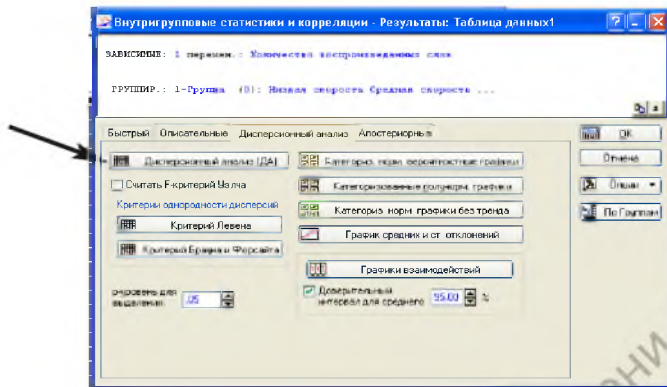 Внутригрупповые статистики и корреляции - Результаты: Таблица данных1
ЗАВИСИМЫЕ: 1 перемен.: Количество воспроизведенных слов
ГРУППИР.: 1-Группа (3): Низкая скорость Средняя скорость ...
Быстрый Описательные Дисперсионный анализ Апостериорные
Дисперсионный анализ (ДА)
Считать F-критерий Уэлча
Критерии однородности дисперсий
Критерий Левена
Критерий Брауна и Форсайта
p-уровень для выделения: .05
Категориз. норм. вероятностные графики
Категоризованные полунорм. графики
Категориз. норм. графики без тренда
График средних и ст. отклонений
Графики взаимодействий
Доверительный интервал для среднего 95.00 %
OK
Отмена
Опции
По Группам